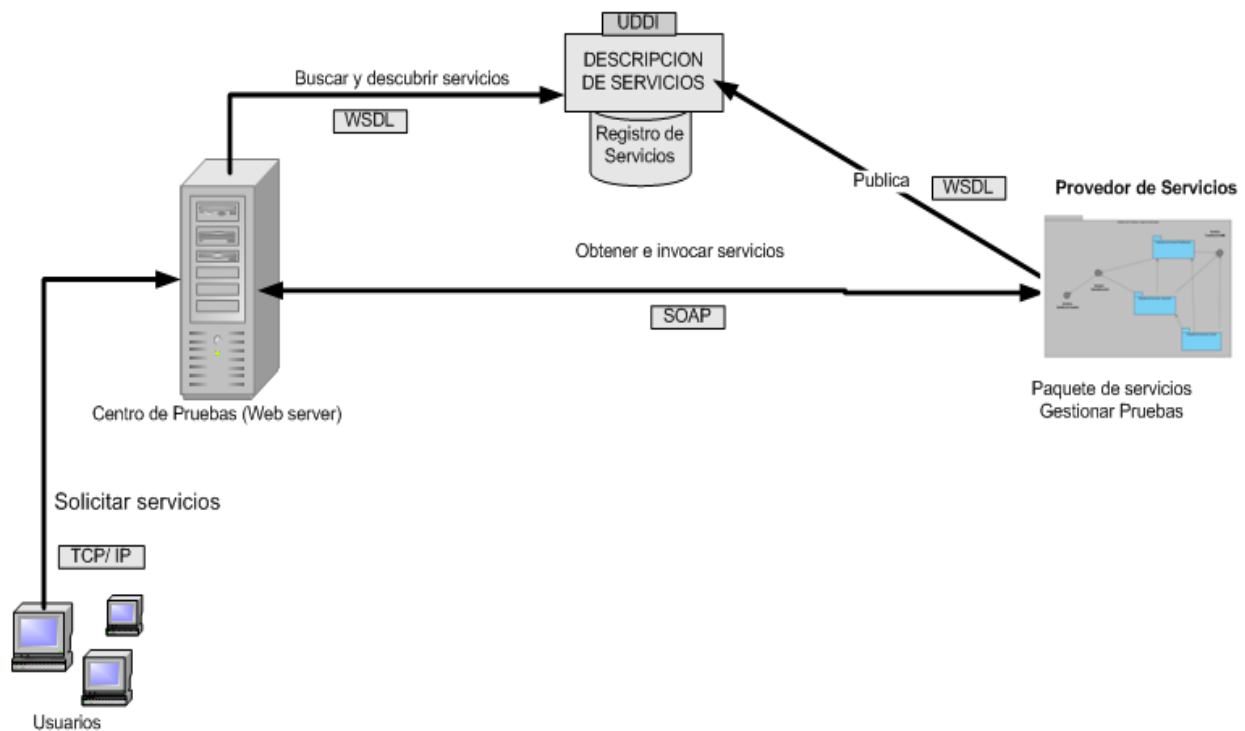 UDDI
DESCRIPCION
DE SERVICIOS
Registro de
Servicios
Buscar y descubrir servicios
WSDL
Publica
WSDL
Provedor de Servicios
Obtener e invocar servicios
SOAP
Paquete de servicios
Gestionar Pruebas
Centro de Pruebas (Web server)
Solicitar servicios
TCP/ IP
Usuarios